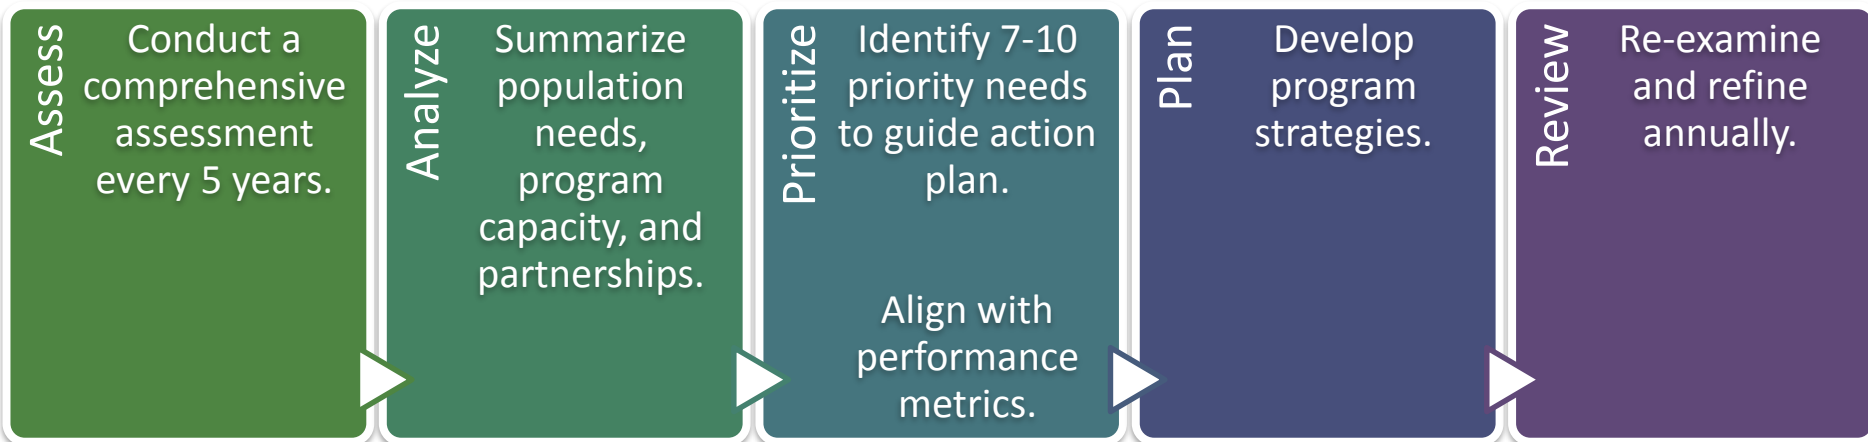 Assess
Conduct a
comprehensive
assessment
every 5 years.
Analyze
Summarize
population
needs,
program
capacity, and
partnerships.
Prioritize
Identify 7-10
priority needs
to guide action
plan.
Align with
performance
metrics.
Plan
Develop
program
strategies.
Review
Re-examine
and refine
annually.